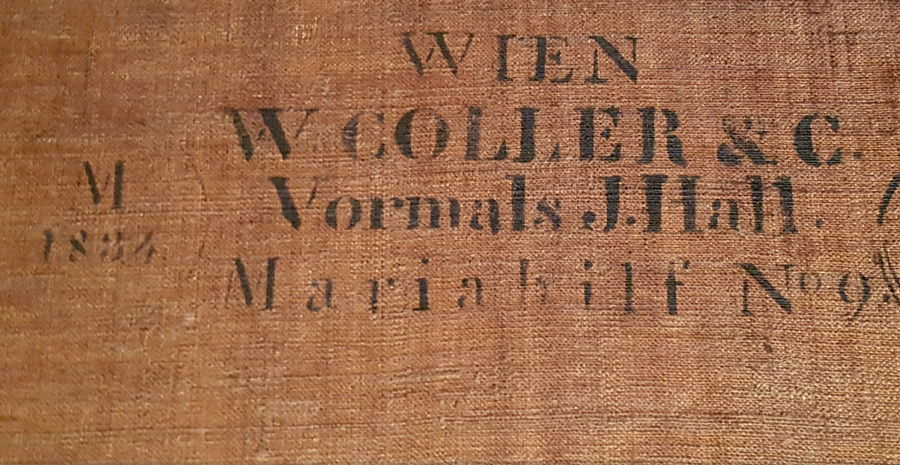 WIEN
W. COLLER & C.
M Vormals J. Hall.
1834.
Mariahilf No 9